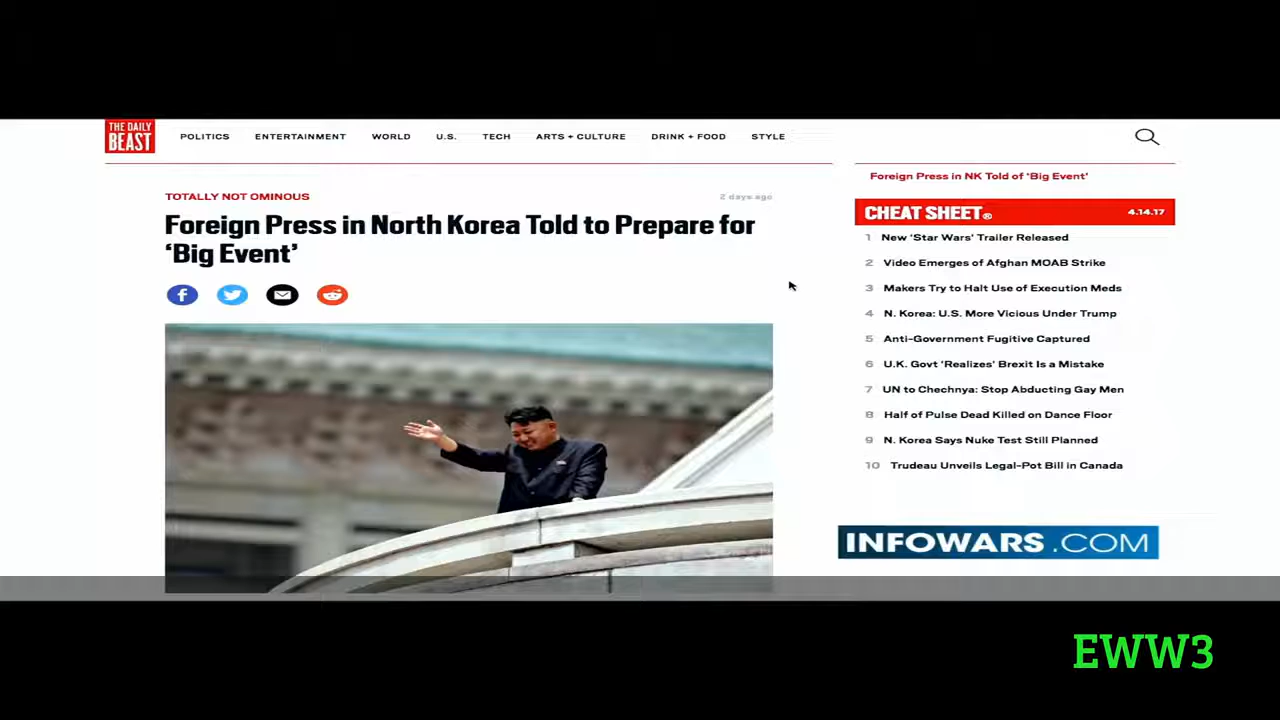 THE DAILY
BEAST
POLITICS ENTERTAINMENT WORLD U.S. TECH ARTS + CULTURE DRINK + FOOD STYLE
TOTALLY NOT OMINOUS
2 days ago
Foreign Press in North Korea Told to Prepare for
‘Big Event’
Foreign Press in NK Told of ‘Big Event’
CHEAT SHEET® 4.14.17
1 New ‘Star Wars’ Trailer Released
2 Video Emerges of Afghan MOAB Strike
3 Makers Try to Halt Use of Execution Meds
4 N. Korea: U.S. More Vicious Under Trump
5 Anti-Government Fugitive Captured
6 U.K. Govt ‘Realizes’ Brexit Is a Mistake
7 UN to Chechnya: Stop Abducting Gay Men
8 Half of Pulse Dead Killed on Dance Floor
9 N. Korea Says Nuke Test Still Planned
10 Trudeau Unveils Legal-Pot Bill in Canada
INFOWARS.COM
EWW3